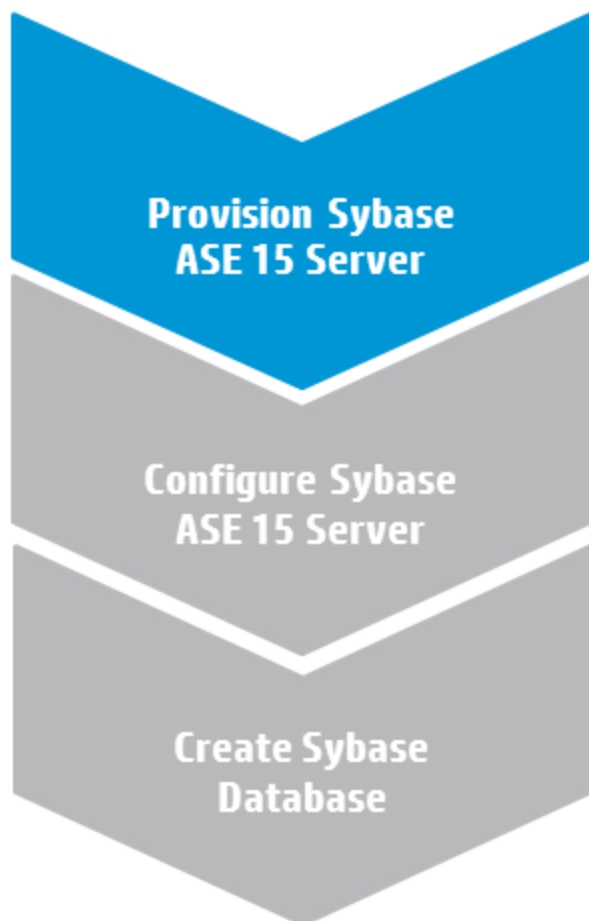 Provision Sybase
ASE 15 Server
Configure Sybase
ASE 15 Server
Create Sybase
Database